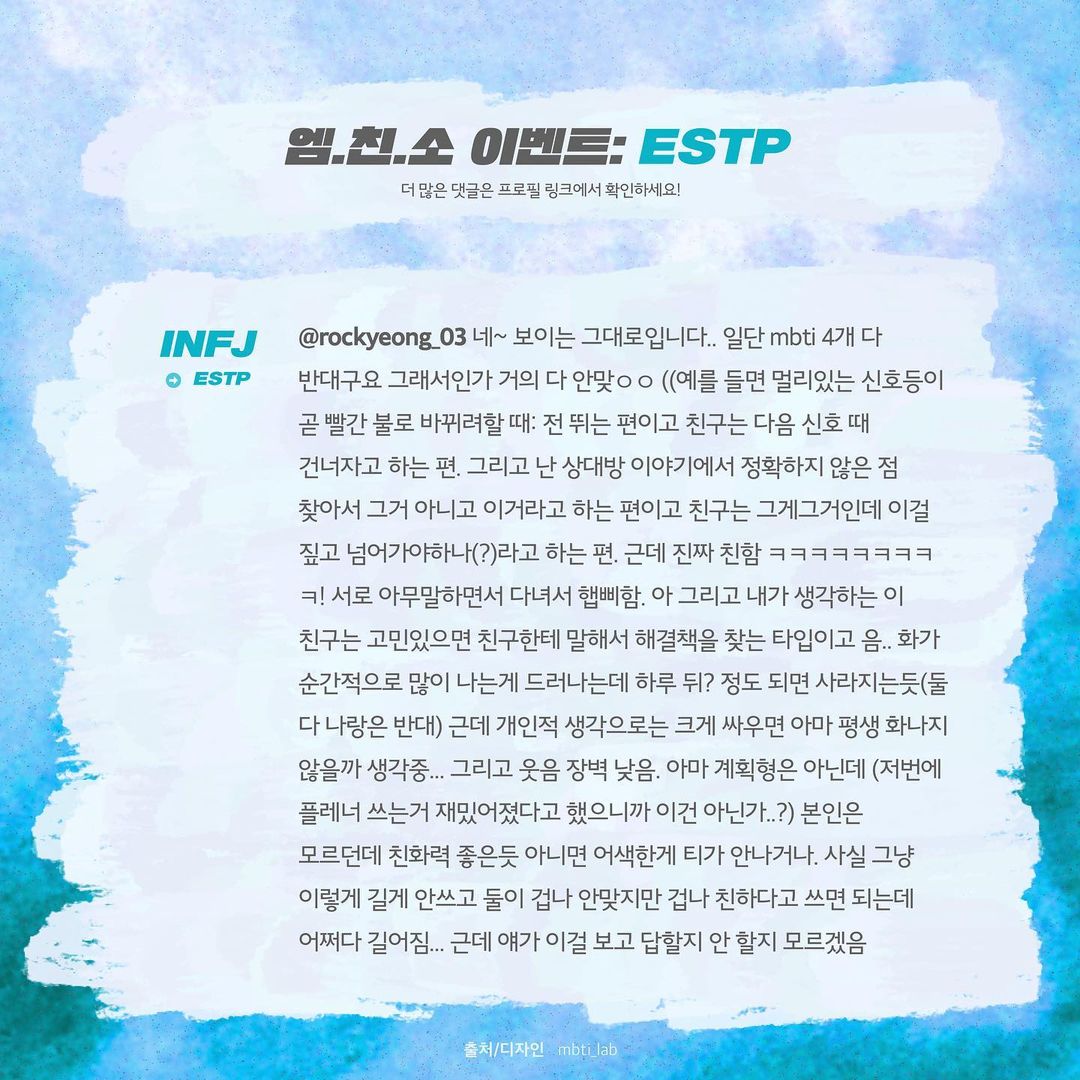 엠.친.소 이벤트: ESTP
더 많은 댓글은 프로필 링크에서 확인하세요!
INFJ
ESTP
@rockyeong_03 네~ 보이는 그대로입니다.. 일단 mbti 4개 다
반대구요 그래서인가 거의 다 안맞ㅇㅇ ((예를 들면 멀리있는 신호등이
곧 빨간 불로 바뀌려할 때: 전 뛰는 편이고 친구는 다음 신호 때
건너자고 하는 편. 그리고 난 상대방 이야기에서 정확하지 않은 점
찾아서 그거 아니고 이거라고 하는 편이고 친구는 그게그거인데 이걸
짚고 넘어가야하나(?)라고 하는 편. 근데 진짜 친함 ㅋㅋㅋㅋㅋㅋㅋㅋ
ㅋ! 서로 아무말하면서 다녀서 햅삐함. 아 그리고 내가 생각하는 이
친구는 고민있으면 친구한테 말해서 해결책을 찾는 타입이고 음.. 화가
순간적으로 많이 나는게 드러나는데 하루 뒤? 정도 되면 사라지는듯(둘
다 나랑은 반대) 근데 개인적 생각으로는 크게 싸우면 아마 평생 화나지
않을까 생각중... 그리고 웃음 장벽 낮음. 아마 계획형은 아닌데 (저번에
플레너 쓰는거 재밌어졌다고 했으니까 이건 아닌가..?) 본인은
모르던데 친화력 좋은듯 아니면 어색한게 티가 안나거나. 사실 그냥
이렇게 길게 안쓰고 둘이 겁나 안맞지만 겁나 친하다고 쓰면 되는데
어쩌다 길어짐... 근데 얘가 이걸 보고 답할지 안 할지 모르겠음
출처/디자인 mbti_lab